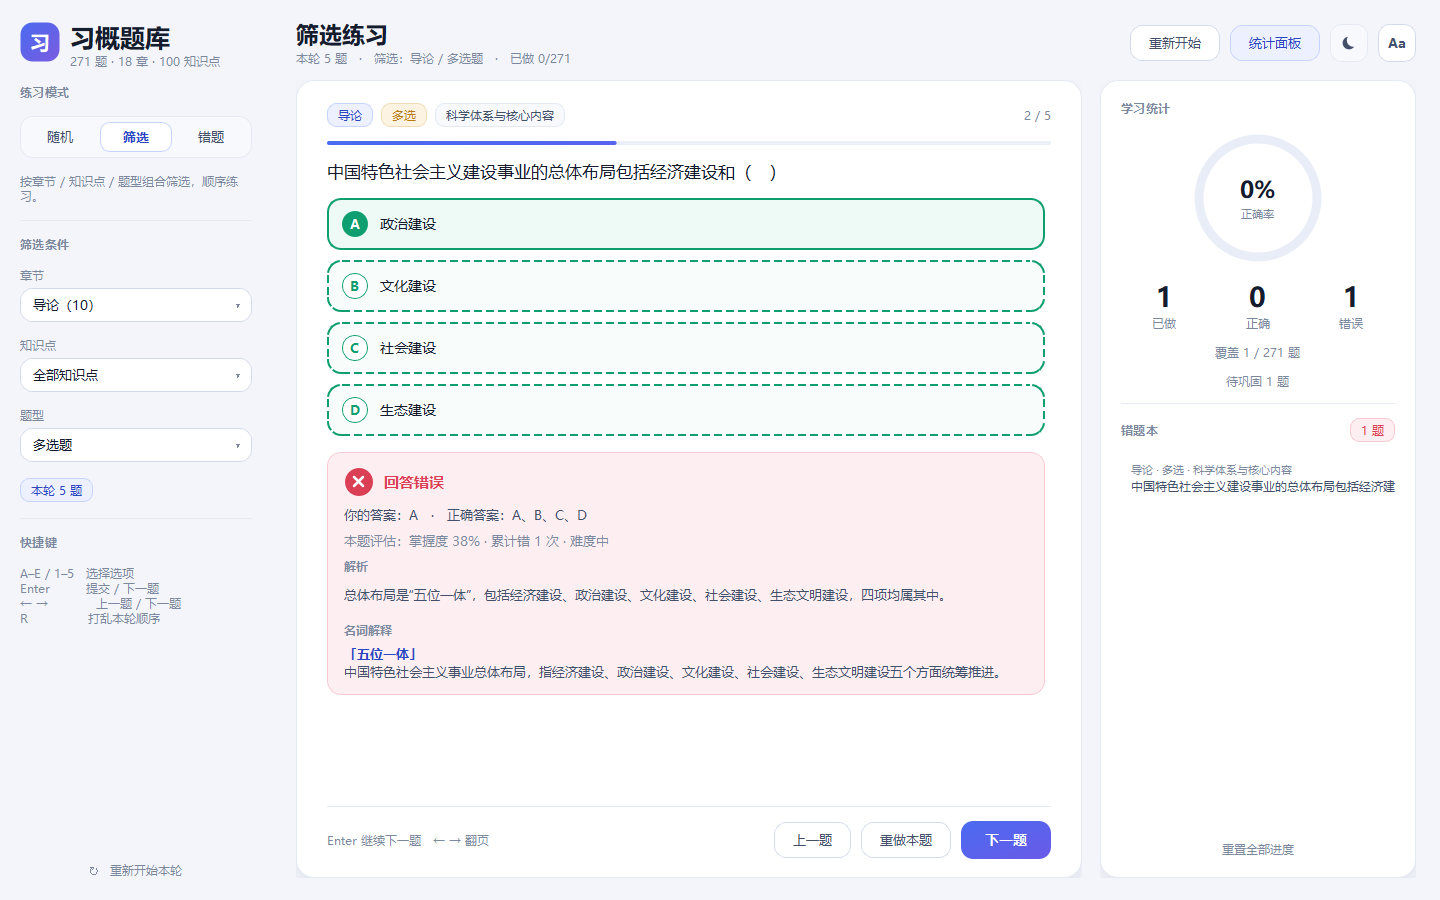 习
习概题库
271 题 · 18 章 · 100 知识点
练习模式
随机
筛选
错题
按章节 / 知识点 / 题型组合筛选，顺序练
习。
筛选条件
章节
导论（10）
知识点
全部知识点
题型
多选题
本轮 5 题
快捷键
A–E / 1–5 选择选项
Enter 提交 / 下一题
← → 上一题 / 下一题
R 打乱本轮顺序
↻ 重新开始本轮
筛选练习
本轮 5 题 · 筛选：导论 / 多选题 · 已做 0/271
重新开始
统计面板
Aa
导论
多选
科学体系与核心内容
2 / 5
中国特色社会主义建设事业的总体布局包括经济建设和（ ）
A 政治建设
B 文化建设
C 社会建设
D 生态建设
回答错误
你的答案：A · 正确答案：A、B、C、D
本题评估：掌握度 38% · 累计错 1 次 · 难度中
解析
总体布局是“五位一体”，包括经济建设、政治建设、文化建设、社会建设、生态文明建设，四项均属其中。
名词解释
「五位一体」
中国特色社会主义事业总体布局，指经济建设、政治建设、文化建设、社会建设、生态文明建设五个方面统筹推进。
Enter 继续下一题 ← → 翻页
上一题
重做本题
下一题
学习统计
0%
正确率
1 0 1
已做 正确 错误
覆盖 1 / 271 题
待巩固 1 题
错题本
1 题
导论 · 多选 · 科学体系与核心内容
中国特色社会主义建设事业的总体布局包括经济建
重置全部进度